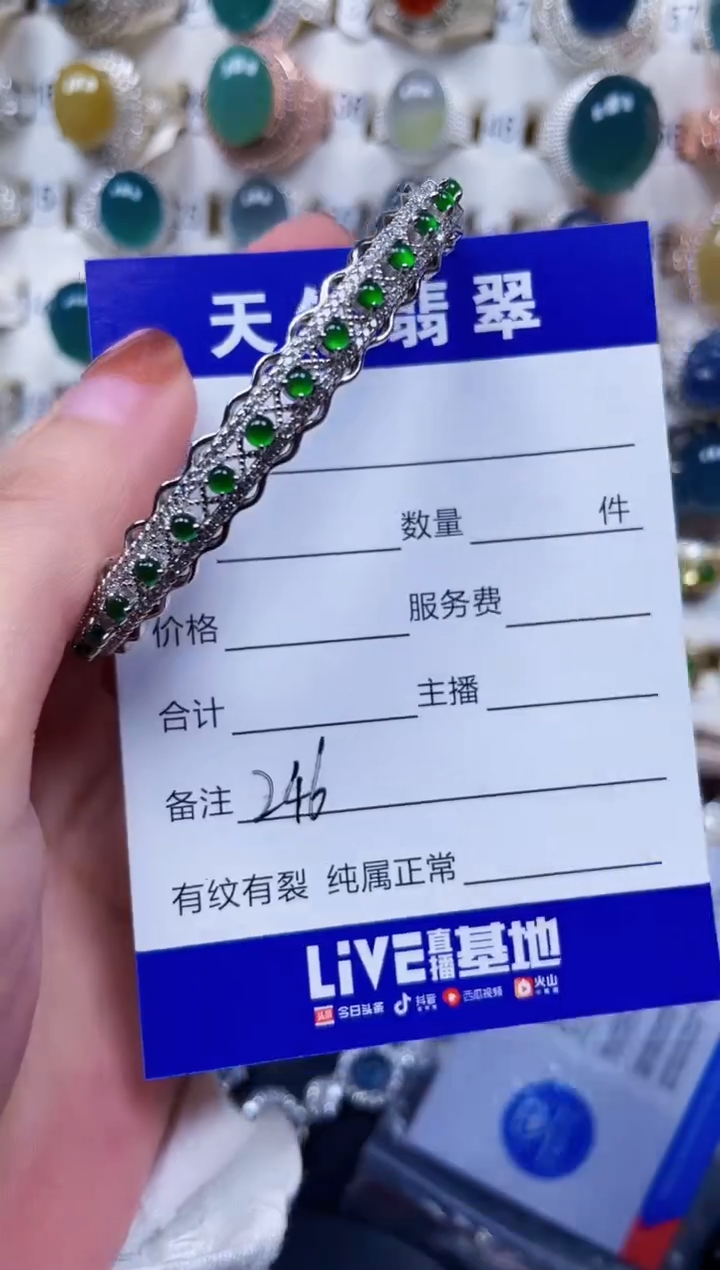 天 翡翠
数量 件
价格 服务费
合计 主播
备注 246
有纹有裂 纯属正常
LiVE直播基地
头条 今日头条 抖音 西瓜视频 火山